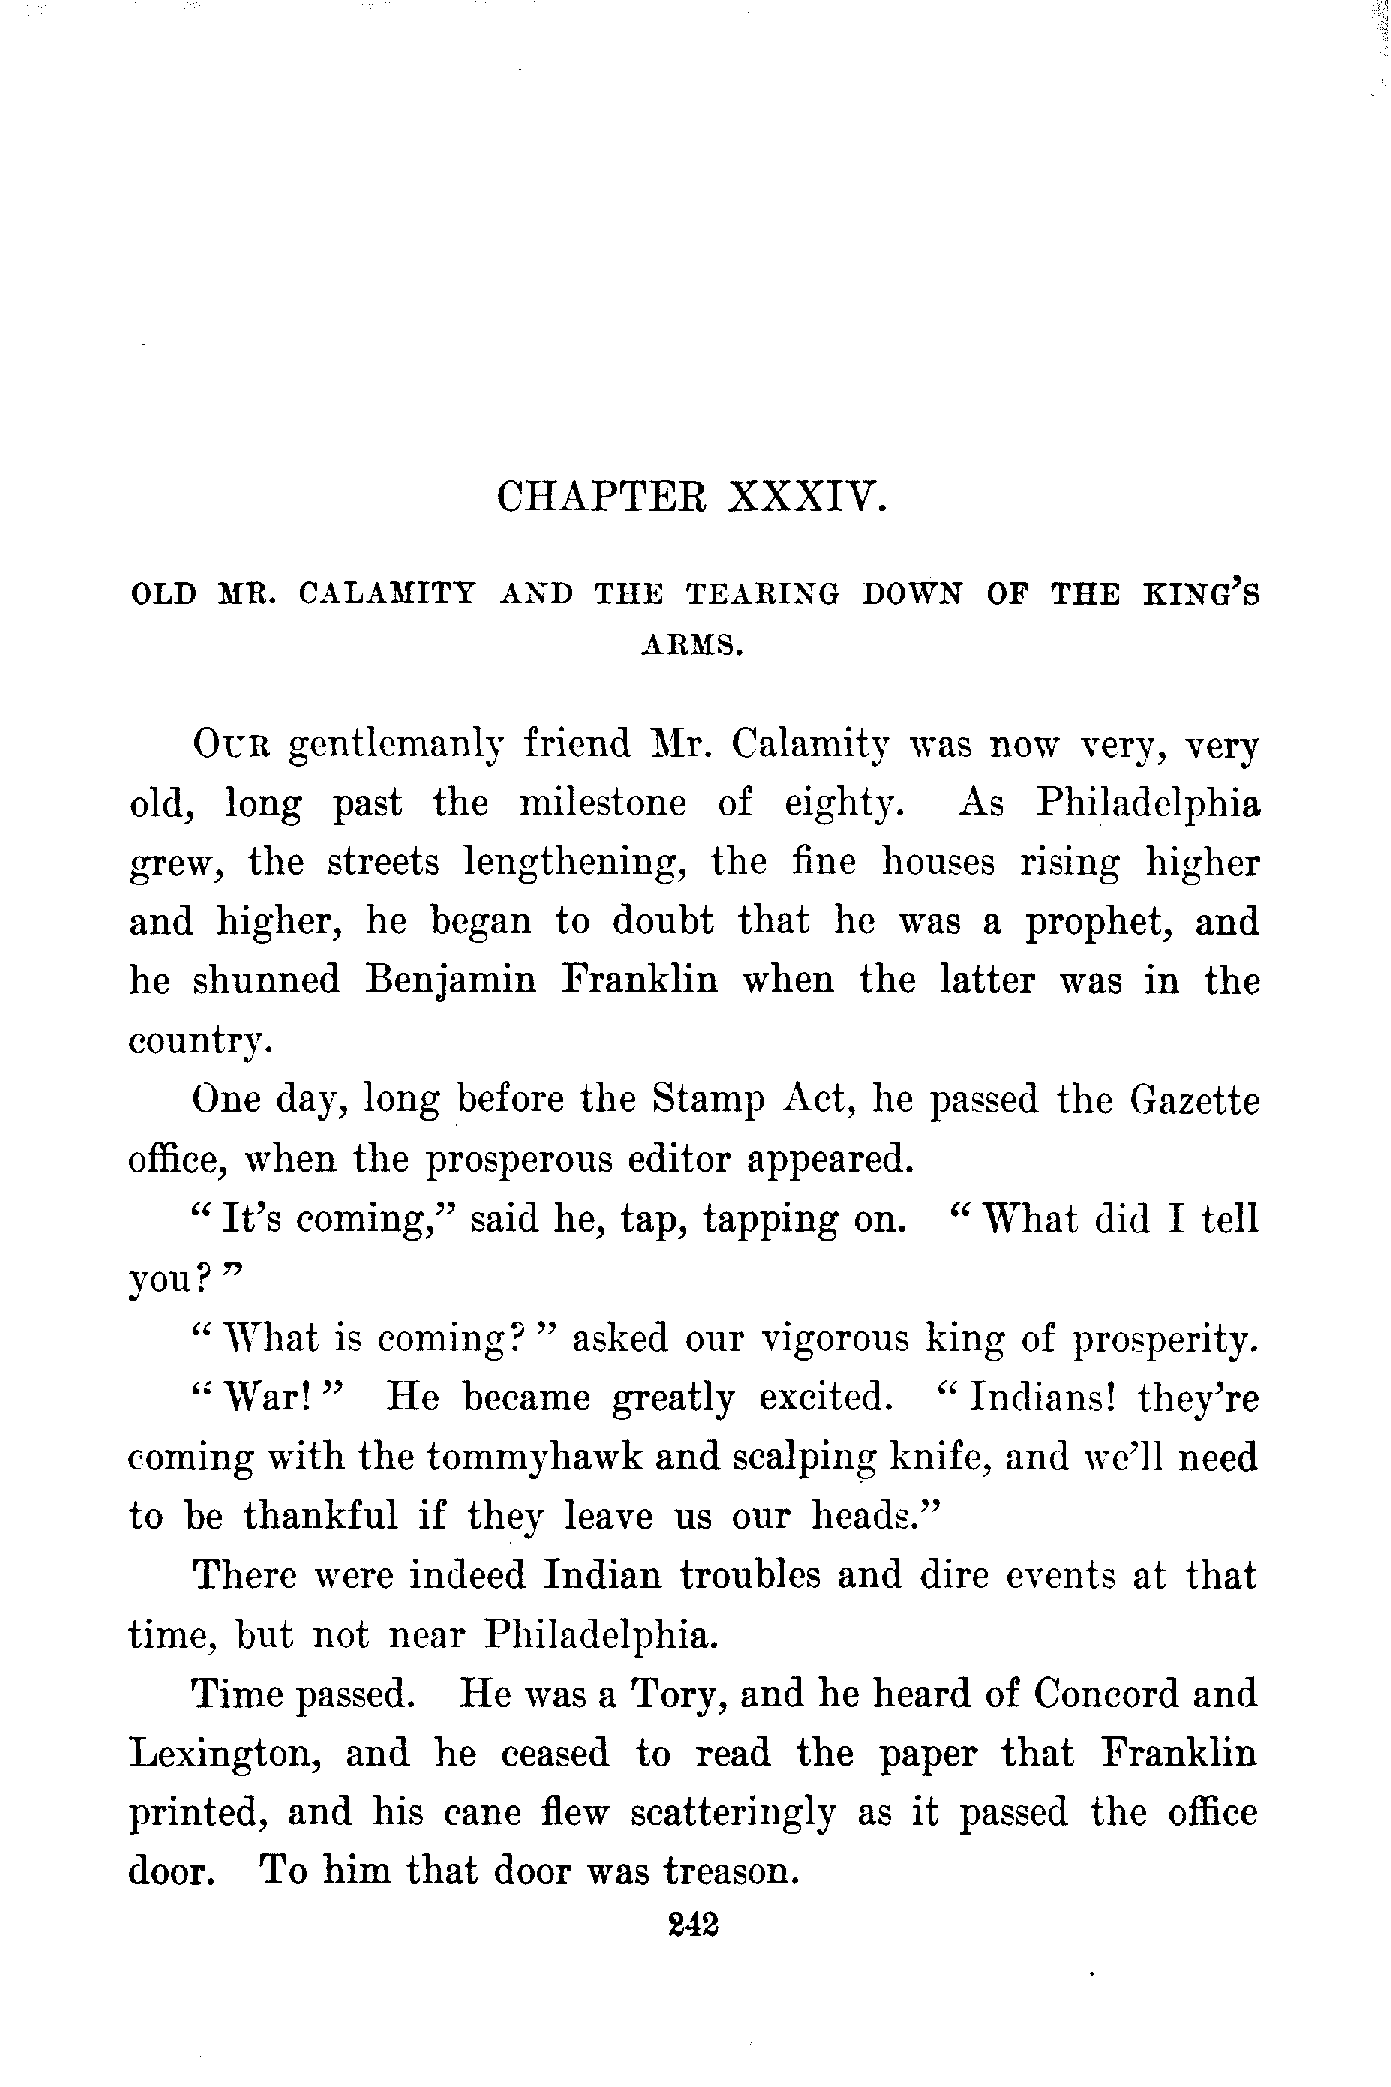 CHAPTER XXXIV.
OLD MR. CALAMITY AND THE TEARING DOWN OF THE KING'S
ARMS.
OUR gentlemanly friend Mr. Calamity was now very, very
old, long past the milestone of eighty. As Philadelphia
grew, the streets lengthening, the fine houses rising higher
and higher, he began to doubt that he was a prophet, and
he shunned Benjamin Franklin when the latter was in the
country.
One day, long before the Stamp Act, he passed the Gazette
office, when the prosperous editor appeared.
"It's coming," said he, tap, tapping on. "What did I tell
you?"
"What is coming?" asked our vigorous king of prosperity.
"War!" He became greatly excited. "Indians! they're
coming with the tommyhawk and scalping knife, and we'll need
to be thankful if they leave us our heads."
There were indeed Indian troubles and dire events at that
time, but not near Philadelphia.
Time passed. He was a Tory, and he heard of Concord and
Lexington, and he ceased to read the paper that Franklin
printed, and his cane flew scatteringly as it passed the office
door. To him that door was treason.
242